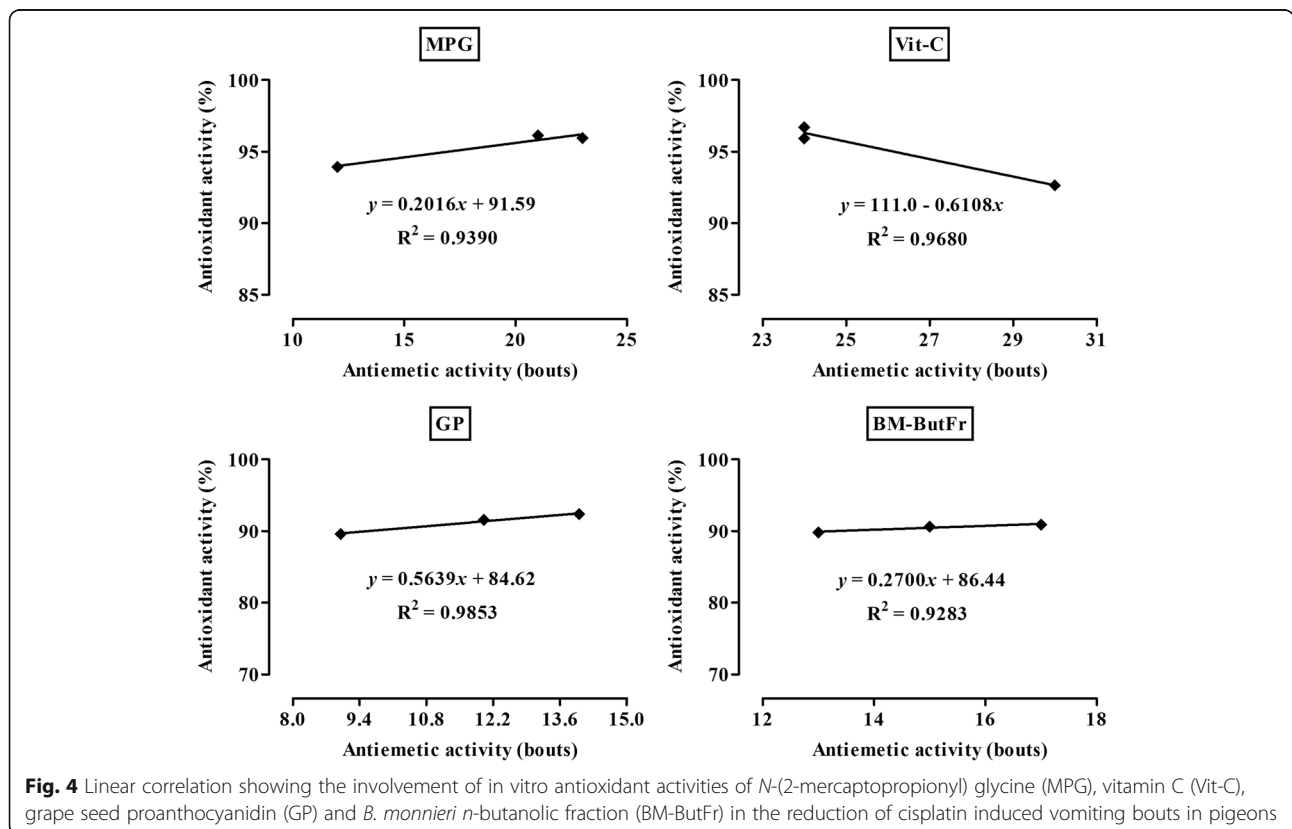 MPG
Antioxidant activity (%)
100
95
90
85
y = 0.2016x + 91.59
R² = 0.9390
10 15 20 25
Antiemetic activity (bouts)
Vit-C
Antioxidant activity (%)
100
95
90
85
y = 111.0 - 0.6108x
R² = 0.9680
23 25 27 29 31
Antiemetic activity (bouts)
GP
Antioxidant activity (%)
100
90
80
70
y = 0.5639x + 84.62
R² = 0.9853
8.0 9.4 10.8 12.2 13.6 15.0
Antiemetic activity (bouts)
BM-ButFr
Antioxidant activity (%)
100
90
80
70
y = 0.2700x + 86.44
R² = 0.9283
12 14 16 18
Antiemetic activity (bouts)
Fig. 4 Linear correlation showing the involvement of in vitro antioxidant activities of N-(2-mercaptopropionyl) glycine (MPG), vitamin C (Vit-C),
grape seed proanthocyanidin (GP) and B. monnieri n-butanolic fraction (BM-ButFr) in the reduction of cisplatin induced vomiting bouts in pigeons